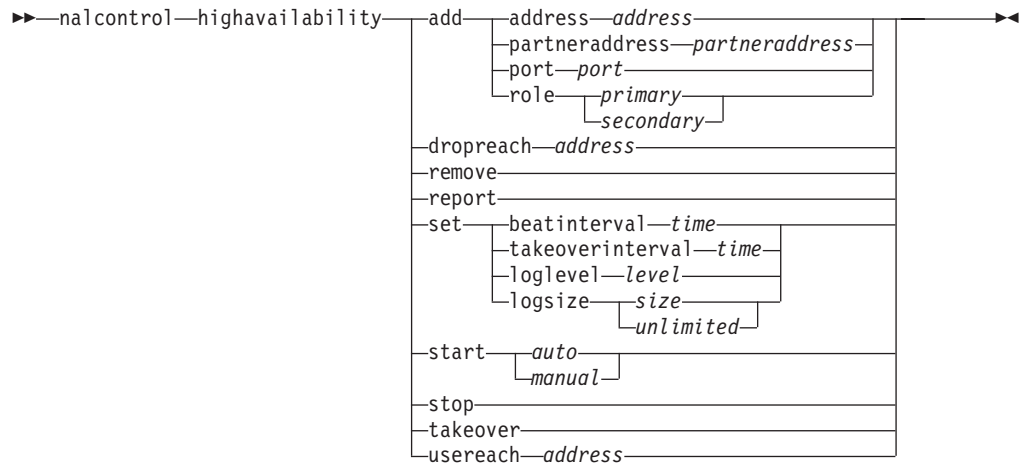 nalcontrol highavailability add address address
partneraddress partneraddress
port port
role primary
secondary
dropreach address
remove
report
set beatinterval time
takeoverinterval time
loglevel level
logsize size
unlimited
start auto
manual
stop
takeover
usereach address